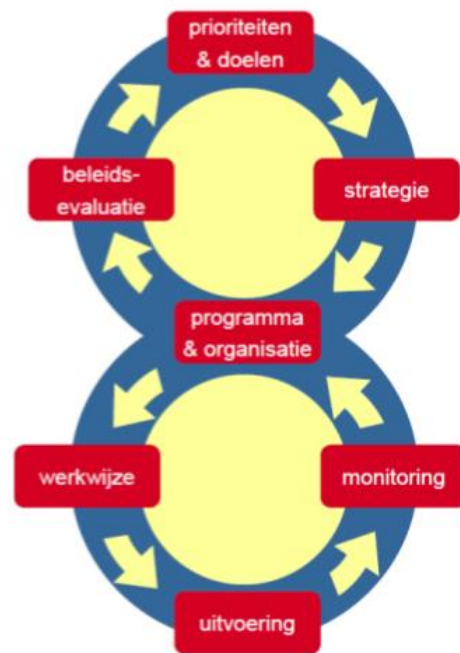 prioriteiten
& doelen
beleids-
evaluatie
strategie
programma
& organisatie
werkwijze
monitoring
uitvoering